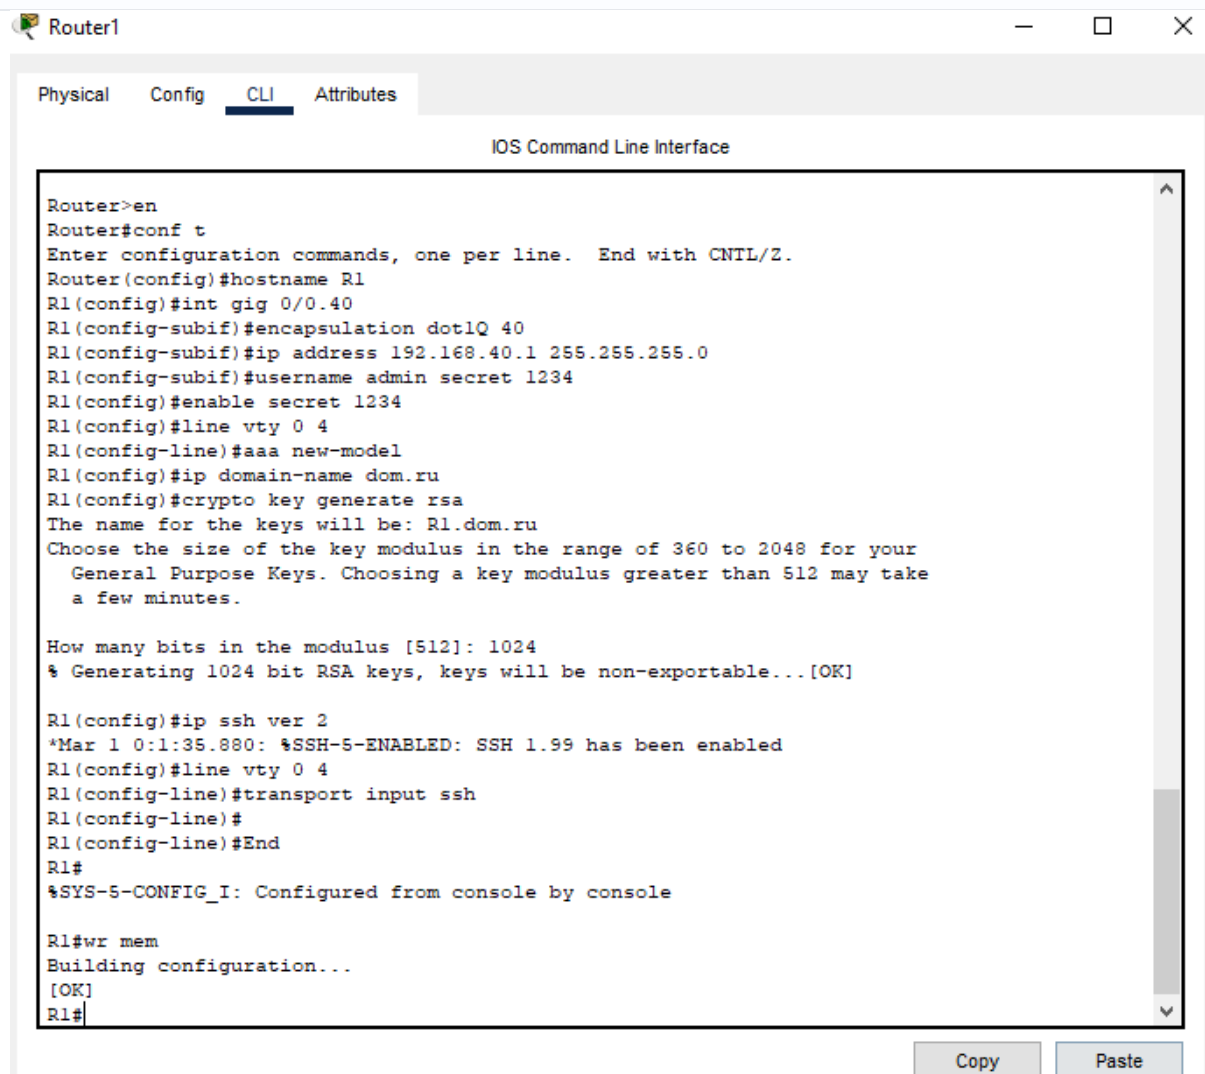 Router1
Physical Config CLI Attributes
IOS Command Line Interface
Router>en
Router#conf t
Enter configuration commands, one per line.  End with CNTL/Z.
Router(config)#hostname R1
R1(config)#int gig 0/0.40
R1(config-subif)#encapsulation dot1Q 40
R1(config-subif)#ip address 192.168.40.1 255.255.255.0
R1(config-subif)#username admin secret 1234
R1(config)#enable secret 1234
R1(config)#line vty 0 4
R1(config-line)#aaa new-model
R1(config)#ip domain-name dom.ru
R1(config)#crypto key generate rsa
The name for the keys will be: R1.dom.ru
Choose the size of the key modulus in the range of 360 to 2048 for your
  General Purpose Keys. Choosing a key modulus greater than 512 may take
  a few minutes.
How many bits in the modulus [512]: 1024
% Generating 1024 bit RSA keys, keys will be non-exportable...[OK]
R1(config)#ip ssh ver 2
*Mar 1 0:1:35.880: %SSH-5-ENABLED: SSH 1.99 has been enabled
R1(config)#line vty 0 4
R1(config-line)#transport input ssh
R1(config-line)#
R1(config-line)#End
R1#
%SYS-5-CONFIG_I: Configured from console by console
R1#wr mem
Building configuration...
[OK]
R1#
Copy Paste